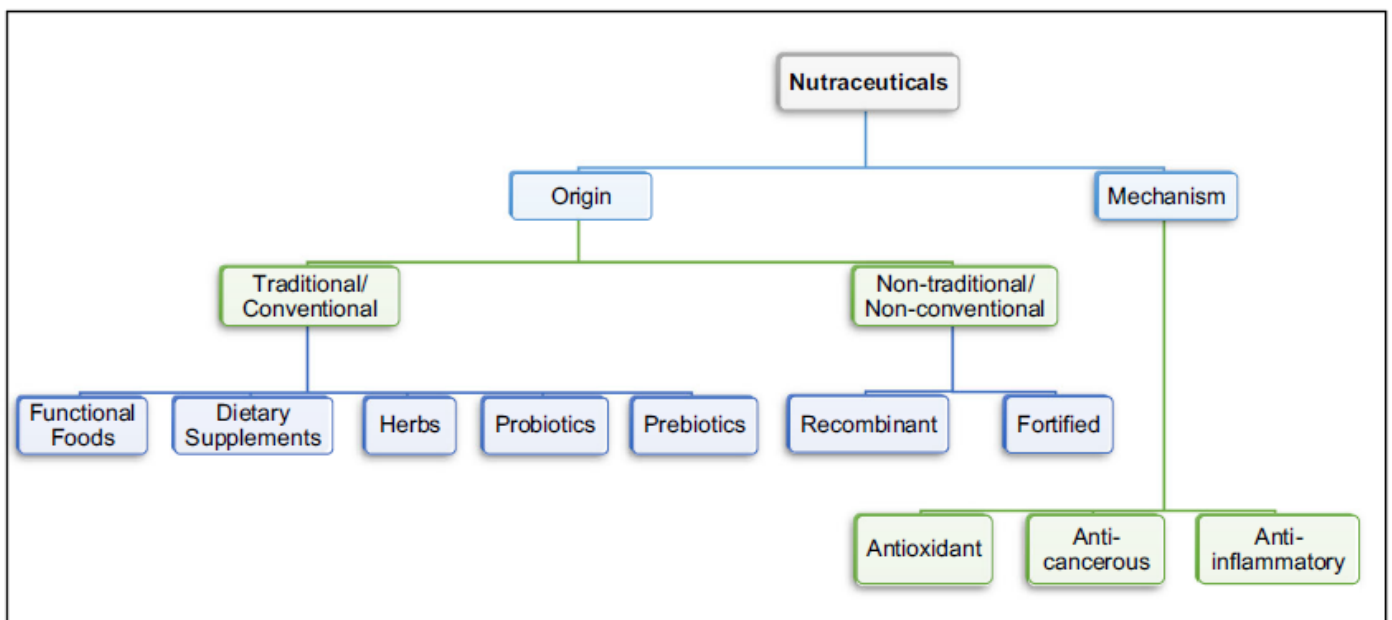 Nutraceuticals
Origin
Mechanism
Traditional/
Conventional
Non-traditional/
Non-conventional
Functional
Foods
Dietary
Supplements
Herbs
Probiotics
Prebiotics
Recombinant
Fortified
Antioxidant
Anti-
cancerous
Anti-
inflammatory